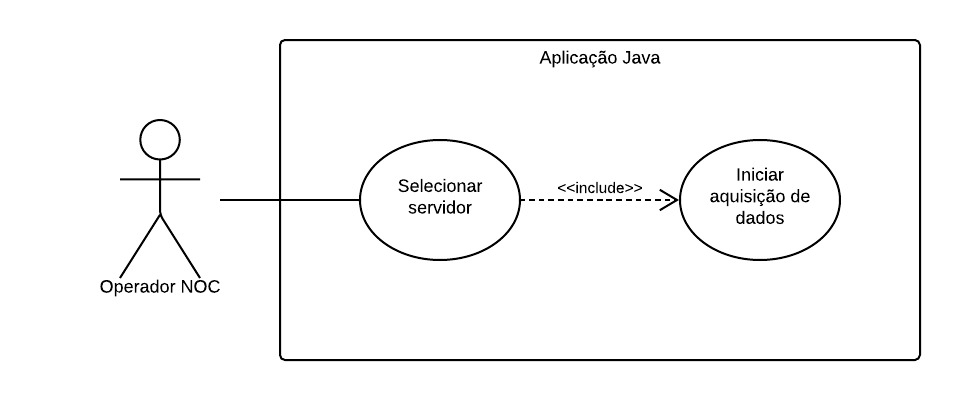 Aplicação Java
Selecionar
servidor
<<include>>
Iniciar
aquisição de
dados
Operador NOC